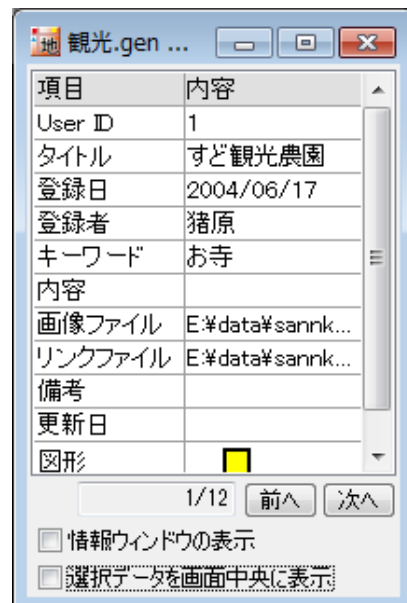 観光.gen ...
項目 内容
User ID 1
タイトル すど観光農園
登録日 2004/06/17
登録者 猪原
キーワード お寺
内容
画像ファイル E:¥data¥sannk...
リンクファイル E:¥data¥sannk...
備考
更新日
図形
1/12 前へ 次へ
情報ウィンドウの表示
選択データを画面中央に表示